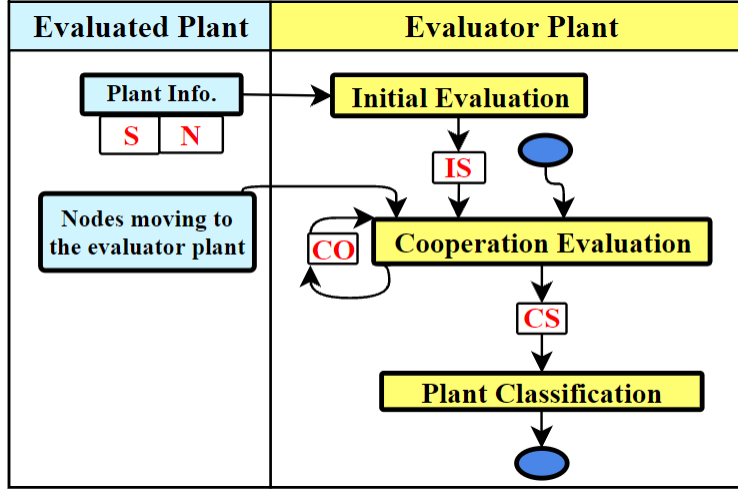 Evaluated Plant
Evaluator Plant
Plant Info.
S
N
Initial Evaluation
IS
Nodes moving to
the evaluator plant
CO
Cooperation Evaluation
CS
Plant Classification